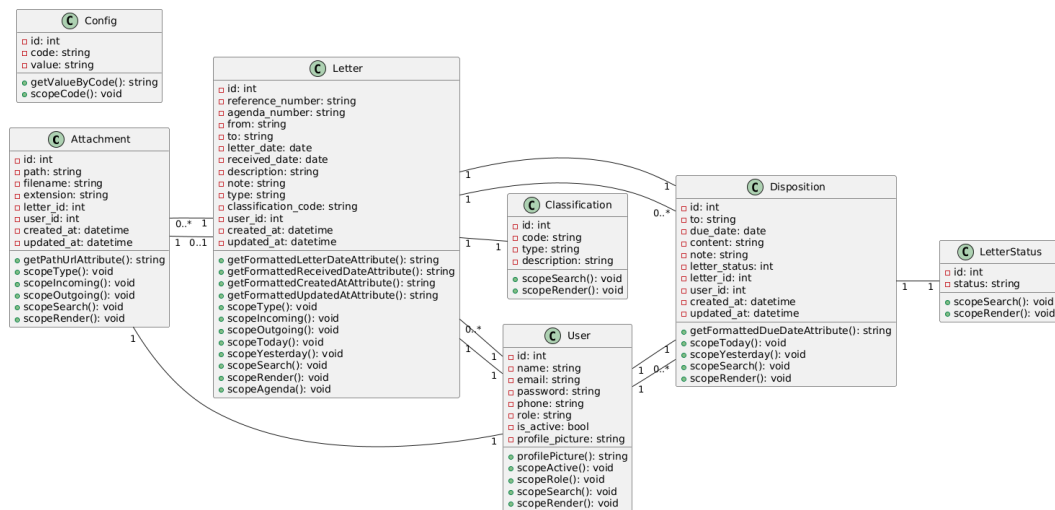 C Config
id: int
code: string
value: string
getValueByCode(): string
scopeCode(): void
C Attachment
id: int
path: string
filename: string
extension: string
letter_id: int
user_id: int
created_at: datetime
updated_at: datetime
getPathUrlAttribute(): string
scopeType(): void
scopeIncoming(): void
scopeOutgoing(): void
scopeSearch(): void
scopeRender(): void
0..* 1
1 0..1
1
C Letter
id: int
reference_number: string
agenda_number: string
from: string
to: string
letter_date: date
received_date: date
description: string
note: string
type: string
classification_code: string
user_id: int
created_at: datetime
updated_at: datetime
getFormattedLetterDateAttribute(): string
getFormattedReceivedDateAttribute(): string
getFormattedCreatedAtAttribute(): string
getFormattedUpdatedAtAttribute(): string
scopeType(): void
scopeIncoming(): void
scopeOutgoing(): void
scopeToday(): void
scopeYesterday(): void
scopeSearch(): void
scopeRender(): void
scopeAgenda(): void
1 1
1 0..*
1 1
0..* 1
1 1
C Classification
id: int
code: string
type: string
description: string
scopeSearch(): void
scopeRender(): void
C User
id: int
name: string
email: string
password: string
phone: string
role: string
is_active: bool
profile_picture: string
profilePicture(): string
scopeActive(): void
scopeRole(): void
scopeSearch(): void
scopeRender(): void
1
1 1
1 0..*
C Disposition
id: int
to: string
due_date: date
content: string
note: string
letter_status: int
letter_id: int
user_id: int
created_at: datetime
updated_at: datetime
getFormattedDueDateAttribute(): string
scopeToday(): void
scopeYesterday(): void
scopeSearch(): void
scopeRender(): void
1 1
C LetterStatus
id: int
status: string
scopeSearch(): void
scopeRender(): void